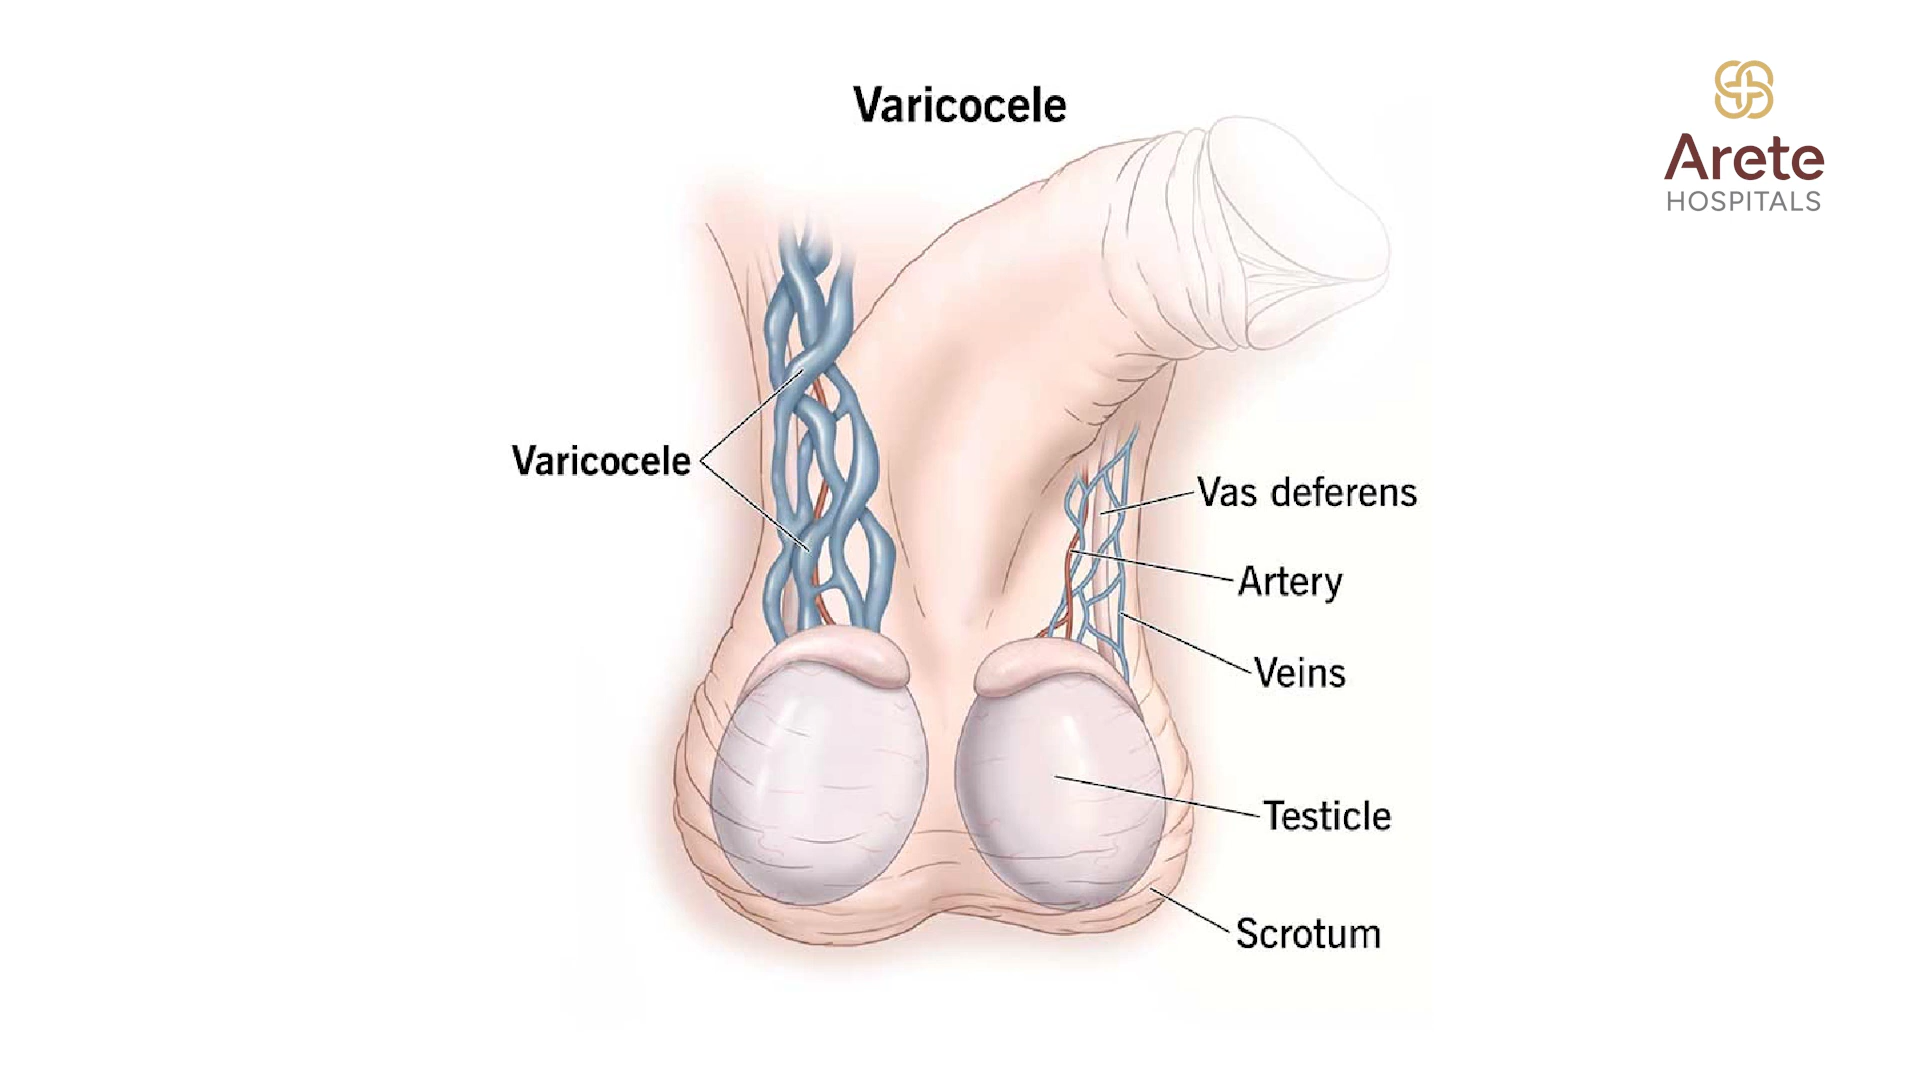 Varicocele
Arete
HOSPITALS
Varicocele
Vas deferens
Artery
Veins
Testicle
Scrotum